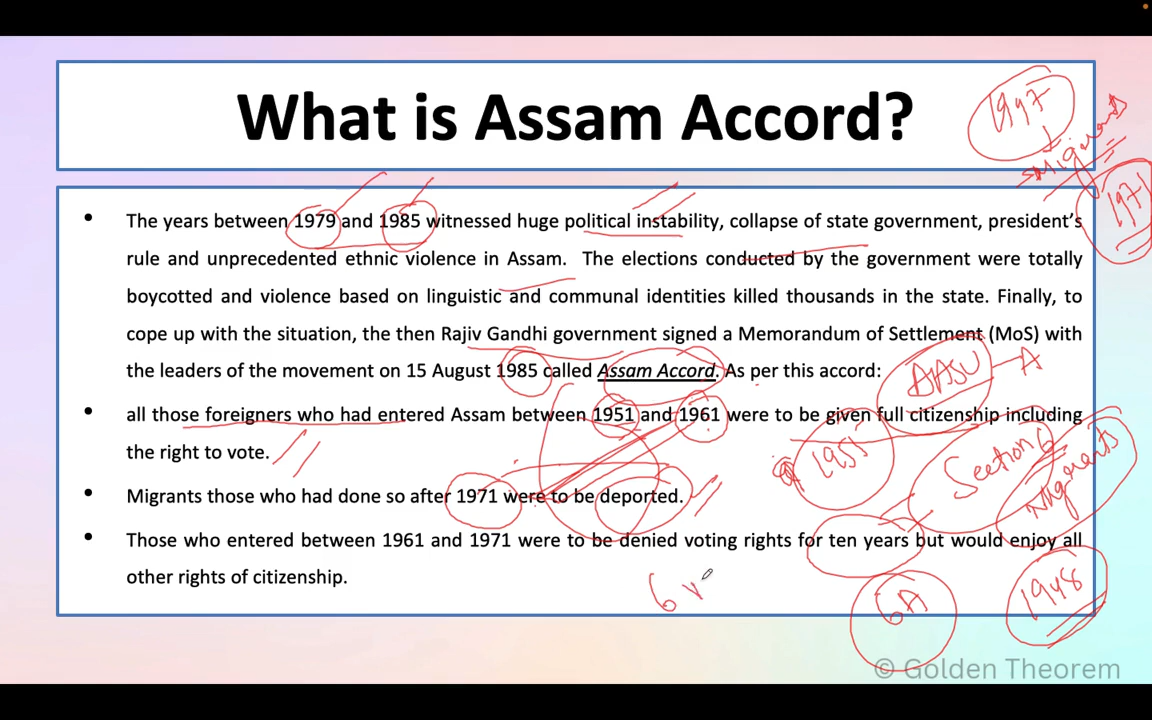 What is Assam Accord?
1947
Migrants
1971
• The years between 1979 and 1985 witnessed huge political instability, collapse of state government, president's
rule and unprecedented ethnic violence in Assam. The elections conducted by the government were totally
boycotted and violence based on linguistic and communal identities killed thousands in the state. Finally, to
cope up with the situation, the then Rajiv Gandhi government signed a Memorandum of Settlement (MoS) with
the leaders of the movement on 15 August 1985 called Assam Accord. As per this accord:
AASU - A
• all those foreigners who had entered Assam between 1951 and 1961 were to be given full citizenship including
the right to vote.
1955
Section 6
Migrants
• Migrants those who had done so after 1971 were to be deported.
• Those who entered between 1961 and 1971 were to be denied voting rights for ten years but would enjoy all
other rights of citizenship.
6
6A
1948
© Golden Theorem